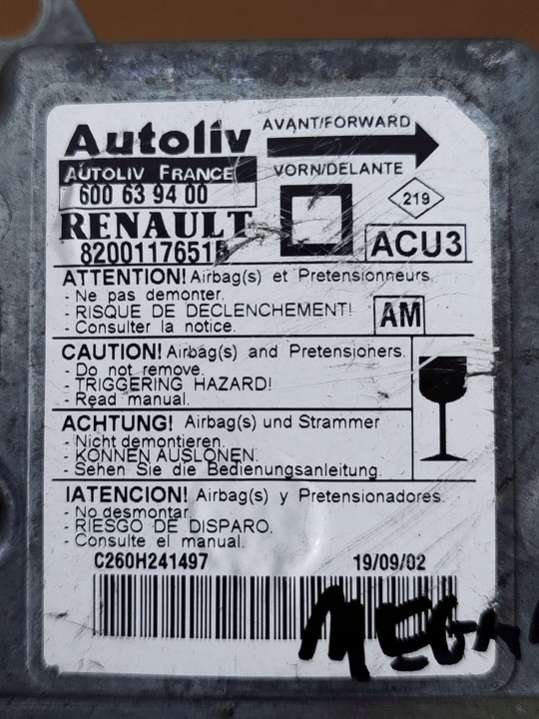 Autoliv
AVANT/FORWARD
AUTOLIV FRANCE
VORN/DELANTE
600 63 94 00
219
RENAULT
8200117651
ACU3
ATTENTION! Airbag(s) et Pretensionneurs.
- Ne pas demonter.
- RISQUE DE DECLENCHEMENT!
- Consulter la notice.
AM
CAUTION! Airbag(s) and Pretensioners.
- Do not remove.
- TRIGGERING HAZARD!
- Read manual.
ACHTUNG! Airbag(s) und Strammer
- Nicht demontieren.
- KONNEN AUSLONEN.
- Sehen Sie die Bedienungsanleitung.
!ATENCION! Airbag(s) y Pretensionadores.
- No desmontar.
- RIESGO DE DISPARO.
- Consulte el manual.
C260H241497
19/09/02